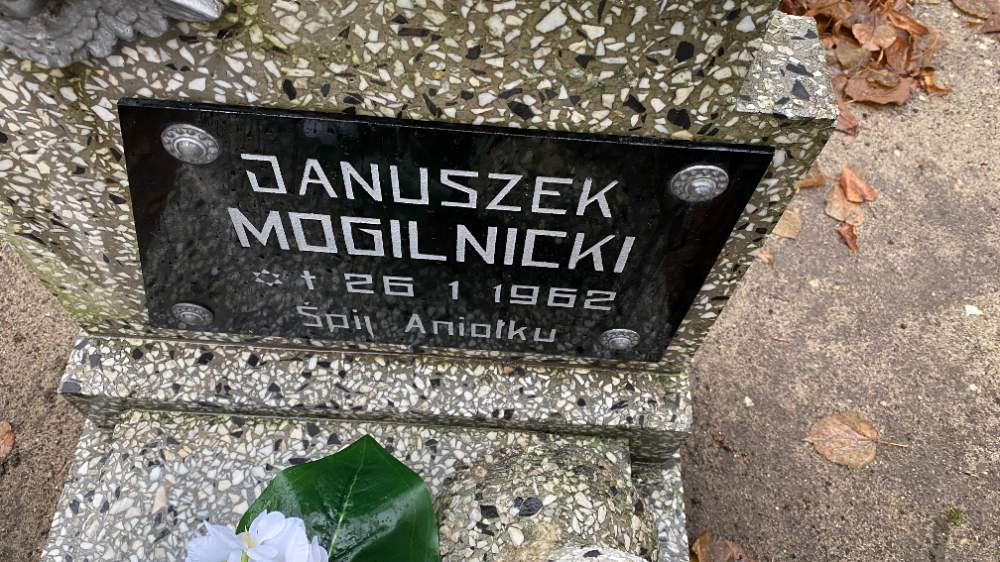 JANUSZEK
MOGILNICKI
✡ † 26 1 1962
Śpij Aniołku